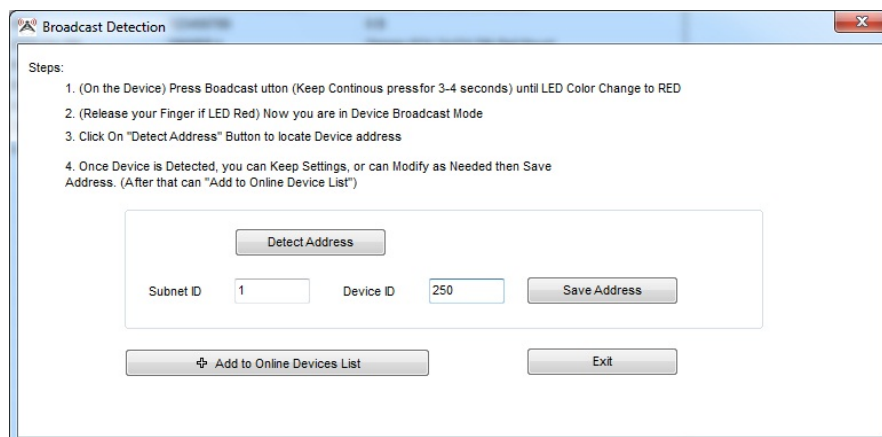 Broadcast Detection
Steps:
1. (On the Device) Press Boadcast utton (Keep Continous press for 3-4 seconds) until LED Color Change to RED
2. (Release your Finger if LED Red) Now you are in Device Broadcast Mode
3. Click On "Detect Address" Button to locate Device address
4. Once Device is Detected, you can Keep Settings, or can Modify as Needed then Save
Address. (After that can "Add to Online Device List")
Detect Address
Subnet ID 1 Device ID 250 Save Address
Add to Online Devices List Exit